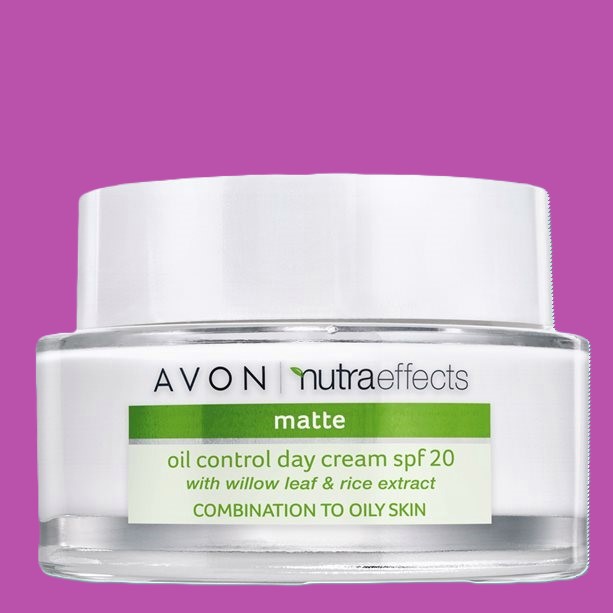 AVON | nutraeffects
matte
oil control day cream spf 20
with willow leaf & rice extract
COMBINATION TO OILY SKIN